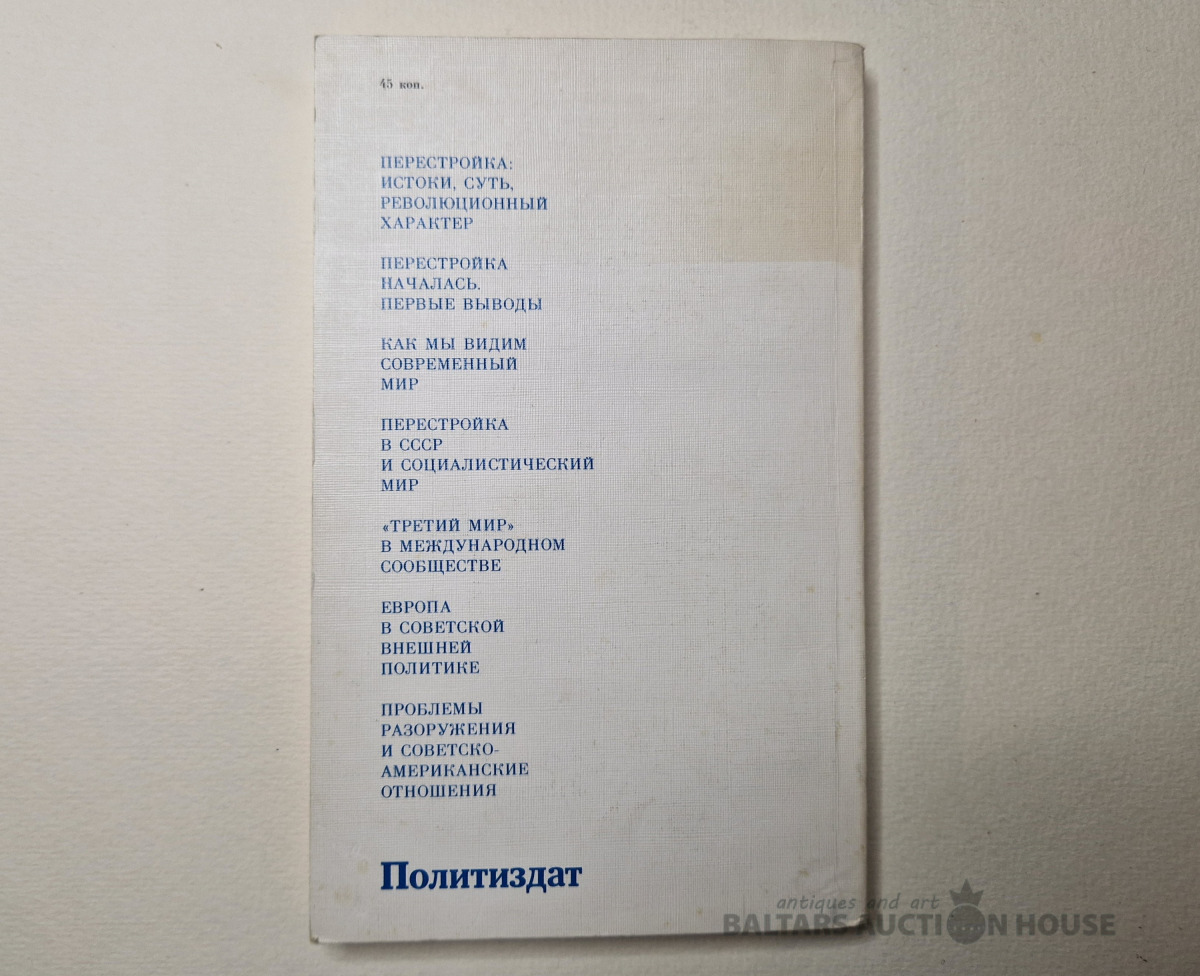 45 коп.
ПЕРЕСТРОЙКА:
ИСТОКИ, СУТЬ,
РЕВОЛЮЦИОННЫЙ
ХАРАКТЕР
ПЕРЕСТРОЙКА
НАЧАЛАСЬ.
ПЕРВЫЕ ВЫВОДЫ
КАК МЫ ВИДИМ
СОВРЕМЕННЫЙ
МИР
ПЕРЕСТРОЙКА
В СССР
И СОЦИАЛИСТИЧЕСКИЙ
МИР
«ТРЕТИЙ МИР»
В МЕЖДУНАРОДНОМ
СООБЩЕСТВЕ
ЕВРОПА
В СОВЕТСКОЙ
ВНЕШНЕЙ
ПОЛИТИКЕ
ПРОБЛЕМЫ
РАЗОРУЖЕНИЯ
И СОВЕТСКО-
АМЕРИКАНСКИЕ
ОТНОШЕНИЯ
Политиздат
antiques and art
BALTARS AUCTION HOUSE